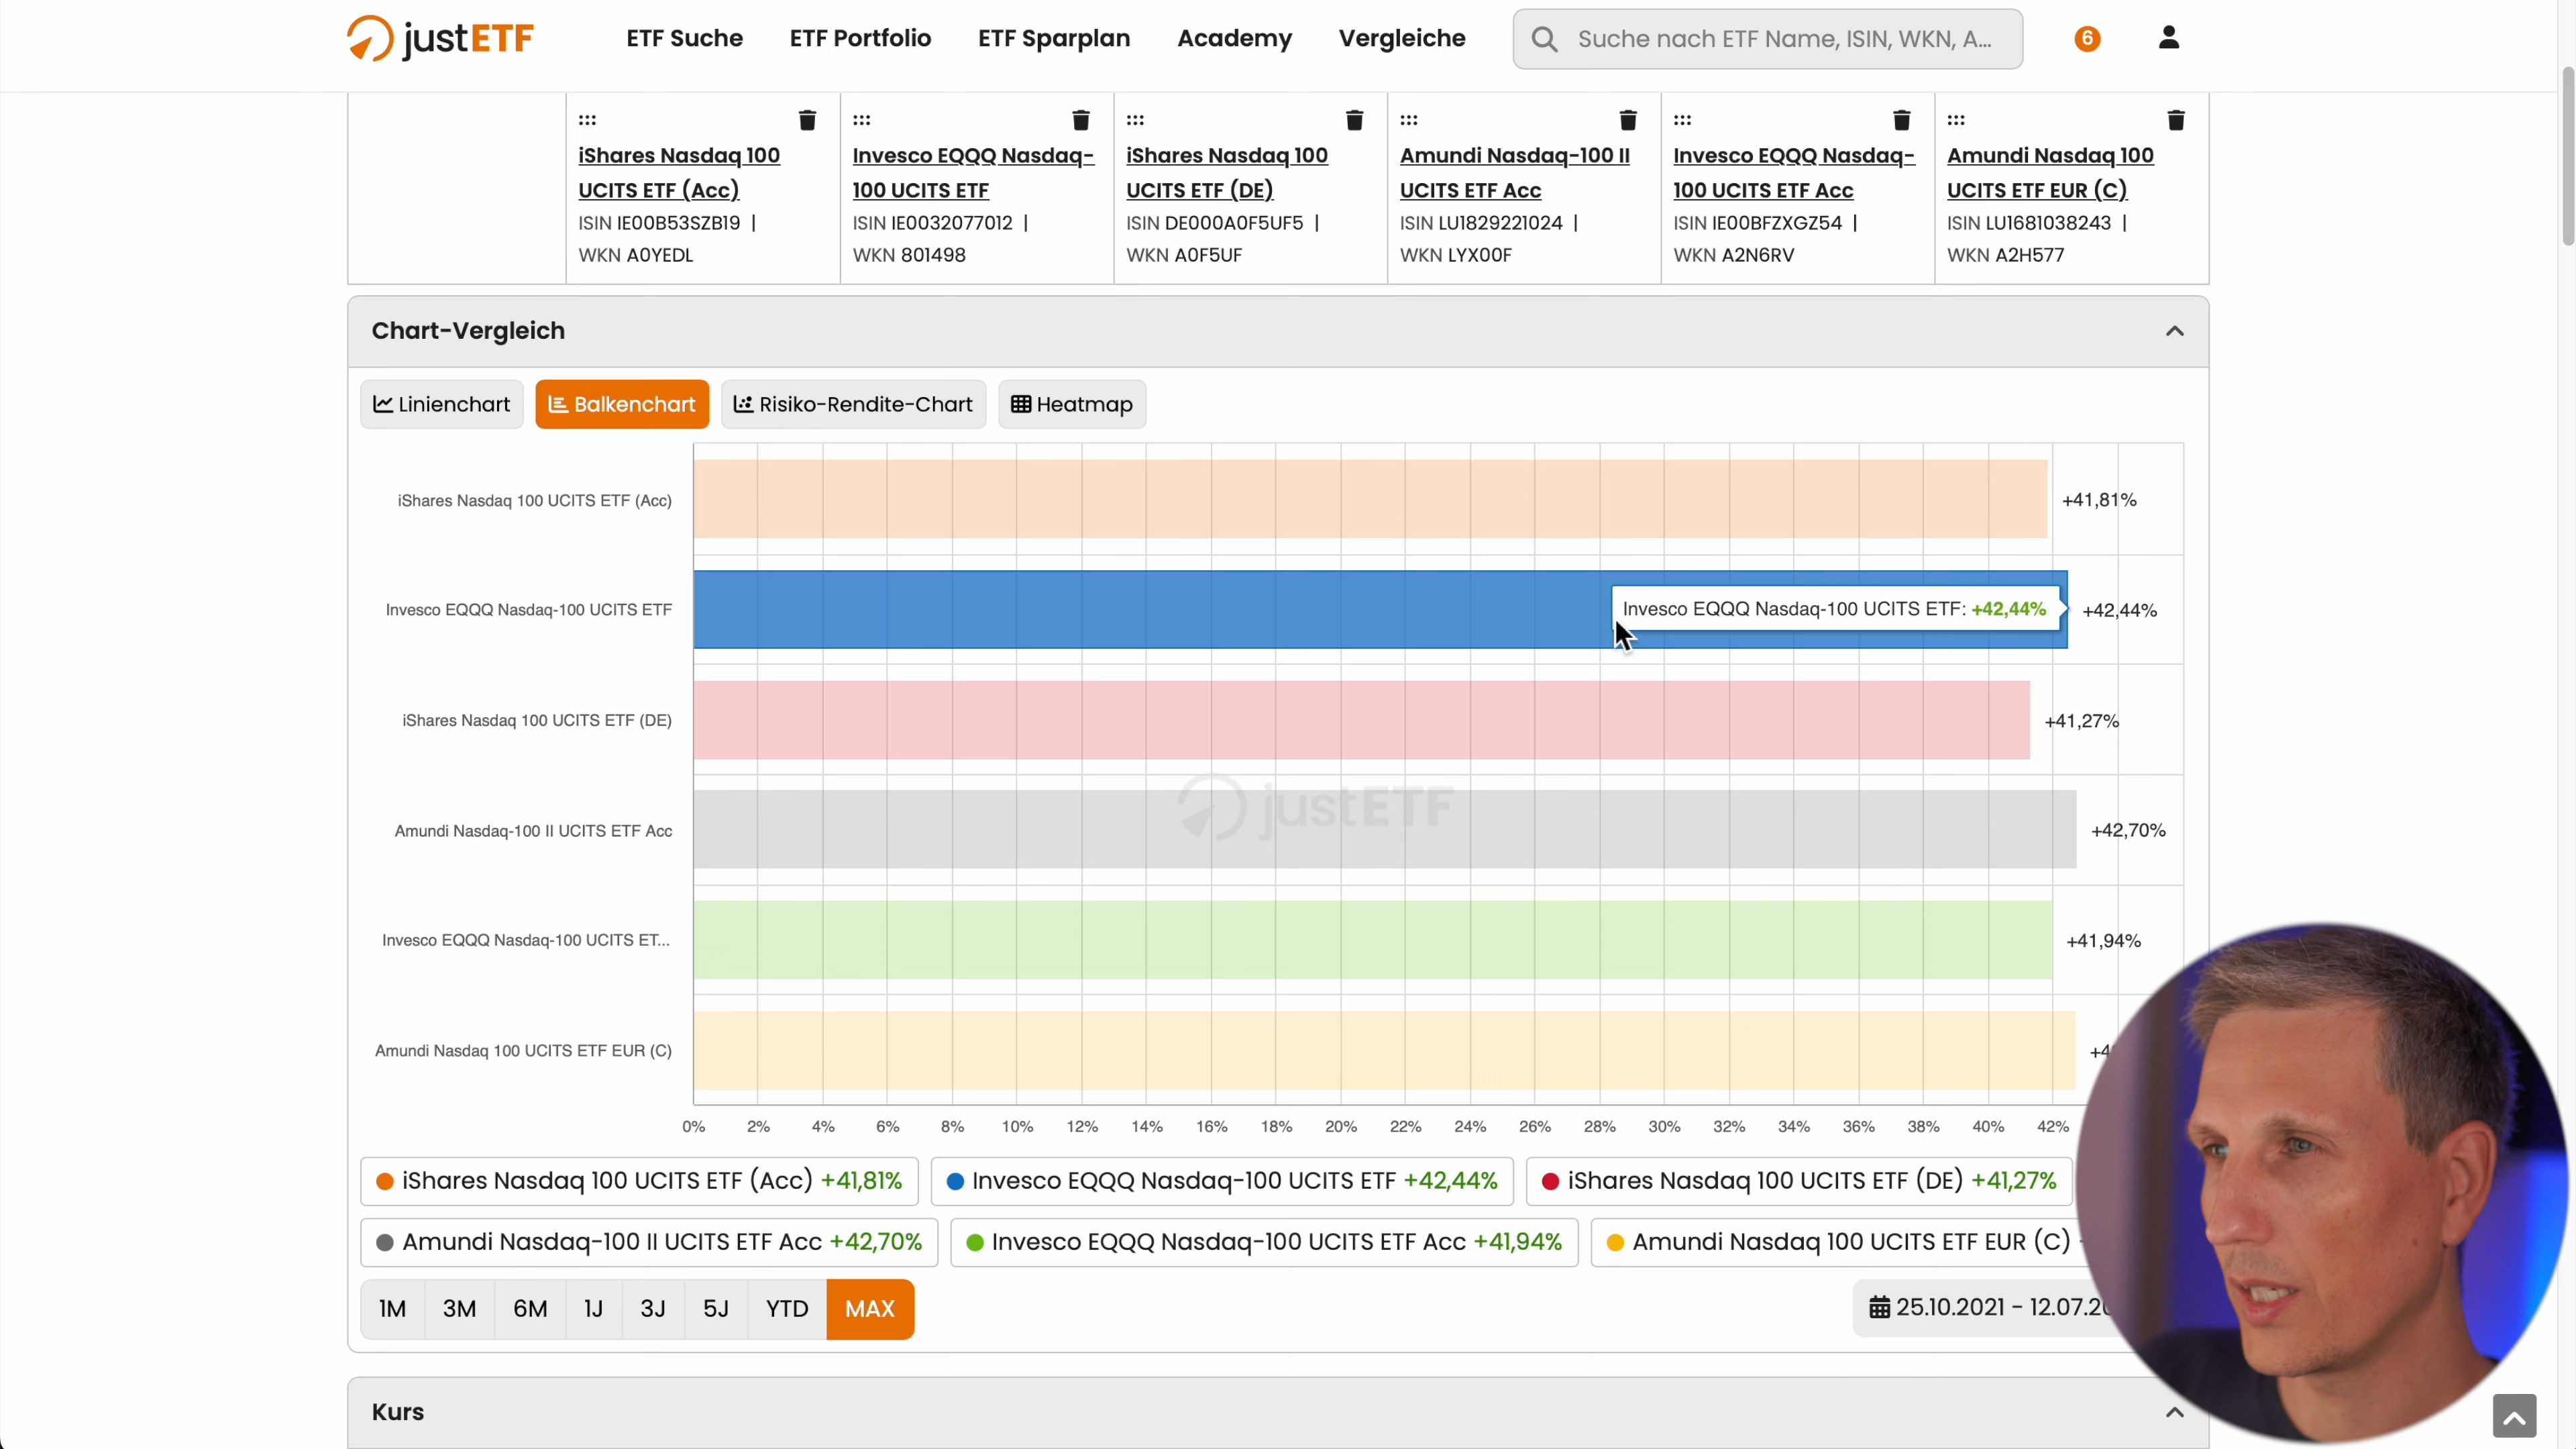 justETF
ETF Suche
ETF Portfolio
ETF Sparplan
Academy
Vergleiche
Suche nach ETF Name, ISIN, WKN, A...
6
iShares Nasdaq 100
UCITS ETF (Acc)
ISIN IE00B53SZB19 |
WKN A0YEDL
Invesco EQQQ Nasdaq-
100 UCITS ETF
ISIN IE0032077012 |
WKN 801498
iShares Nasdaq 100
UCITS ETF (DE)
ISIN DE000A0F5UF5 |
WKN A0F5UF
Amundi Nasdaq-100 II
UCITS ETF Acc
ISIN LU1829221024 |
WKN LYX00F
Invesco EQQQ Nasdaq-
100 UCITS ETF Acc
ISIN IE00BFZXGZ54 |
WKN A2N6RV
Amundi Nasdaq 100
UCITS ETF EUR (C)
ISIN LU1681038243 |
WKN A2H577
Chart-Vergleich
Linienchart
Balkenchart
Risiko-Rendite-Chart
Heatmap
iShares Nasdaq 100 UCITS ETF (Acc)
+41,81%
Invesco EQQQ Nasdaq-100 UCITS ETF
Invesco EQQQ Nasdaq-100 UCITS ETF: +42,44%
+42,44%
iShares Nasdaq 100 UCITS ETF (DE)
+41,27%
justETF
Amundi Nasdaq-100 II UCITS ETF Acc
+42,70%
Invesco EQQQ Nasdaq-100 UCITS ET...
+41,94%
Amundi Nasdaq 100 UCITS ETF EUR (C)
+4
0% 2% 4% 6% 8% 10% 12% 14% 16% 18% 20% 22% 24% 26% 28% 30% 32% 34% 36% 38% 40% 42%
iShares Nasdaq 100 UCITS ETF (Acc) +41,81%
Invesco EQQQ Nasdaq-100 UCITS ETF +42,44%
iShares Nasdaq 100 UCITS ETF (DE) +41,27%
Amundi Nasdaq-100 II UCITS ETF Acc +42,70%
Invesco EQQQ Nasdaq-100 UCITS ETF Acc +41,94%
Amundi Nasdaq 100 UCITS ETF EUR (C)
1M 3M 6M 1J 3J 5J YTD MAX
25.10.2021 - 12.07.20
Kurs